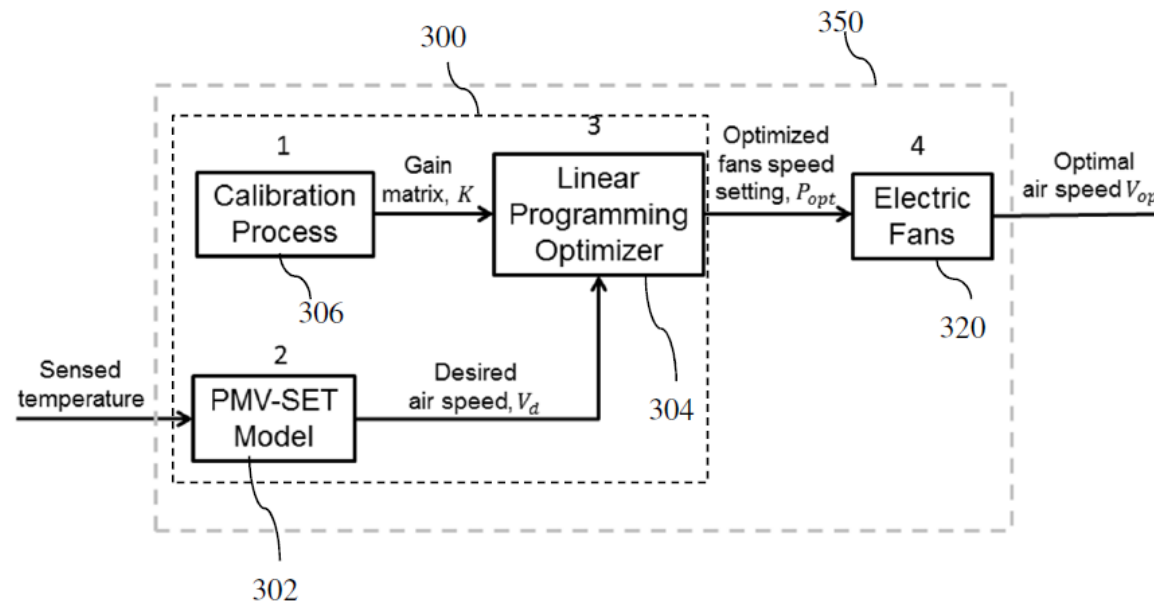 350
300
3
1
Optimized
fans speed
setting, P_opt
4
Gain
matrix, K
Optimal
air speed V_op
Calibration
Process
Linear
Programming
Optimizer
Electric
Fans
306
320
2
Sensed
temperature
Desired
air speed, V_d
304
PMV-SET
Model
302